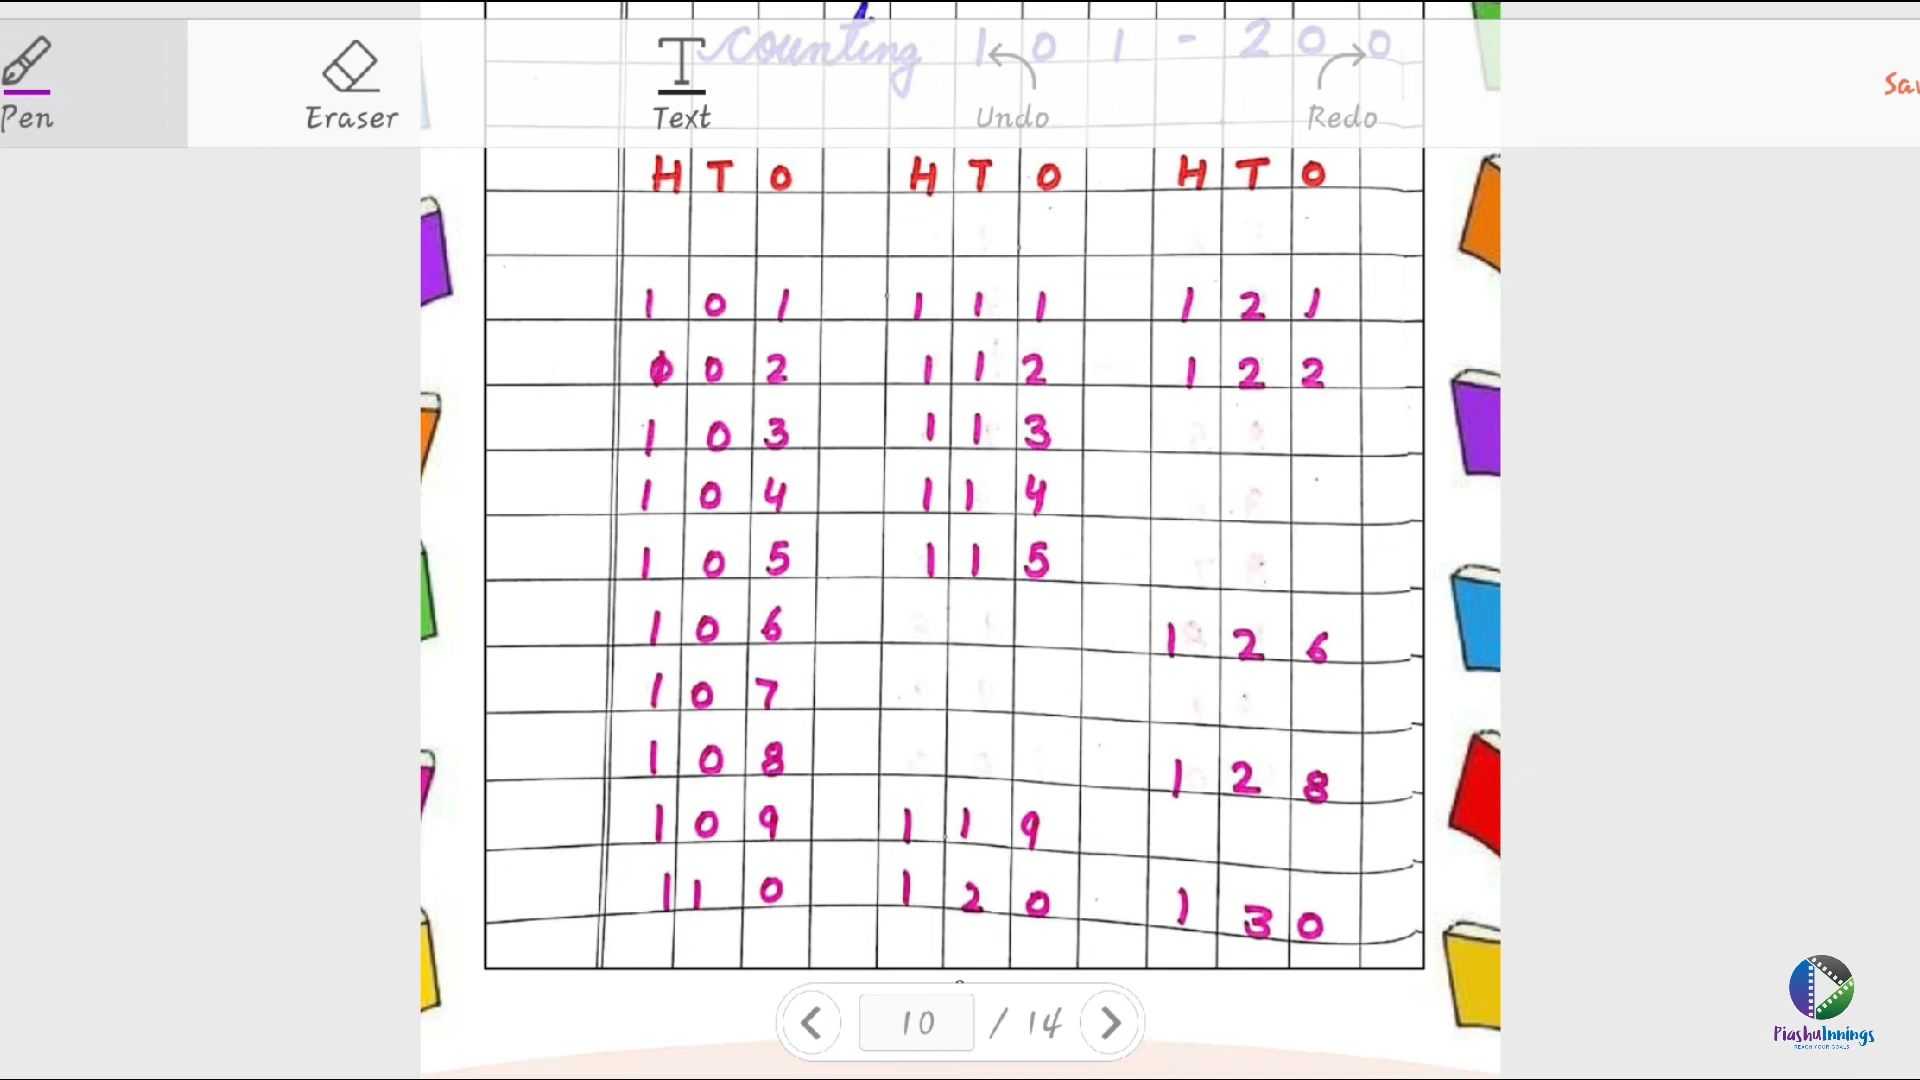 counting 101-200
Pen
Eraser
Text
Undo
Redo
H T O H T O H T O
1 0 1 1 1 1 1 2 1
0 2 1 1 2 1 2 2
1 0 3 1 1 3
1 0 4 1 1 4
1 0 5 1 1 5
1 0 6 1 2 6
1 0 7
1 0 8 1 2 8
1 0 9 1 1 9
1 1 0 1 2 0 1 3 0
10 / 14
PiashuInnings
REACH YOUR GOALS